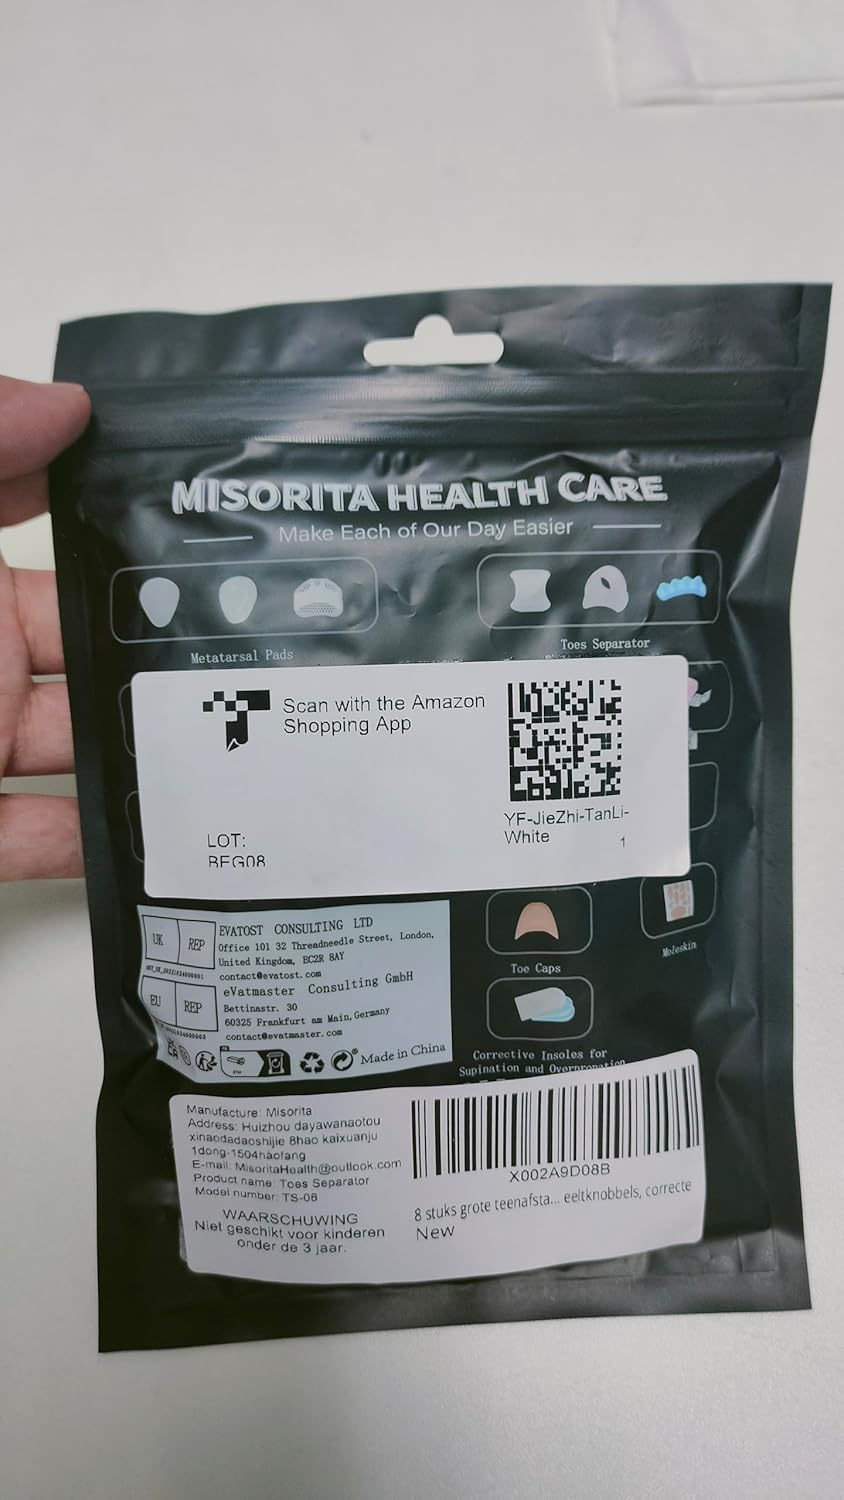 MISORITA HEALTH CARE
Make Each of Our Day Easier
Metatarsal Pads
Toes Separator
Scan with the Amazon
Shopping App
YF-JieZhi-TanLi-
White
1
LOT:
BFG08
UK REP
EVATOST CONSULTING LTD
Office 101 32 Threadneedle Street, London,
United Kingdom, EC2R 8AY
contact@evatost.com
EU REP
eVatmaster Consulting GmbH
Bettinastr. 30
60325 Frankfurt am Main,Germany
contact@evatmaster.com
Made in China
Toe Caps
Moleskin
Corrective Insoles for
Supination and Overpronation
Manufacture: Misorita
Address: Huizhou dayawanaotou
xinaodadaoshijie 8hao kaixuanju
1dong-1504haofang
E-mail: MisoritaHealth@outlook.com
Product name: Toes Separator
Model number: TS-06
WAARSCHUWING
Niet geschikt voor kinderen
onder de 3 jaar.
X002A9D08B
8 stuks grote teenafsta... eeltknobbels, correcte
New